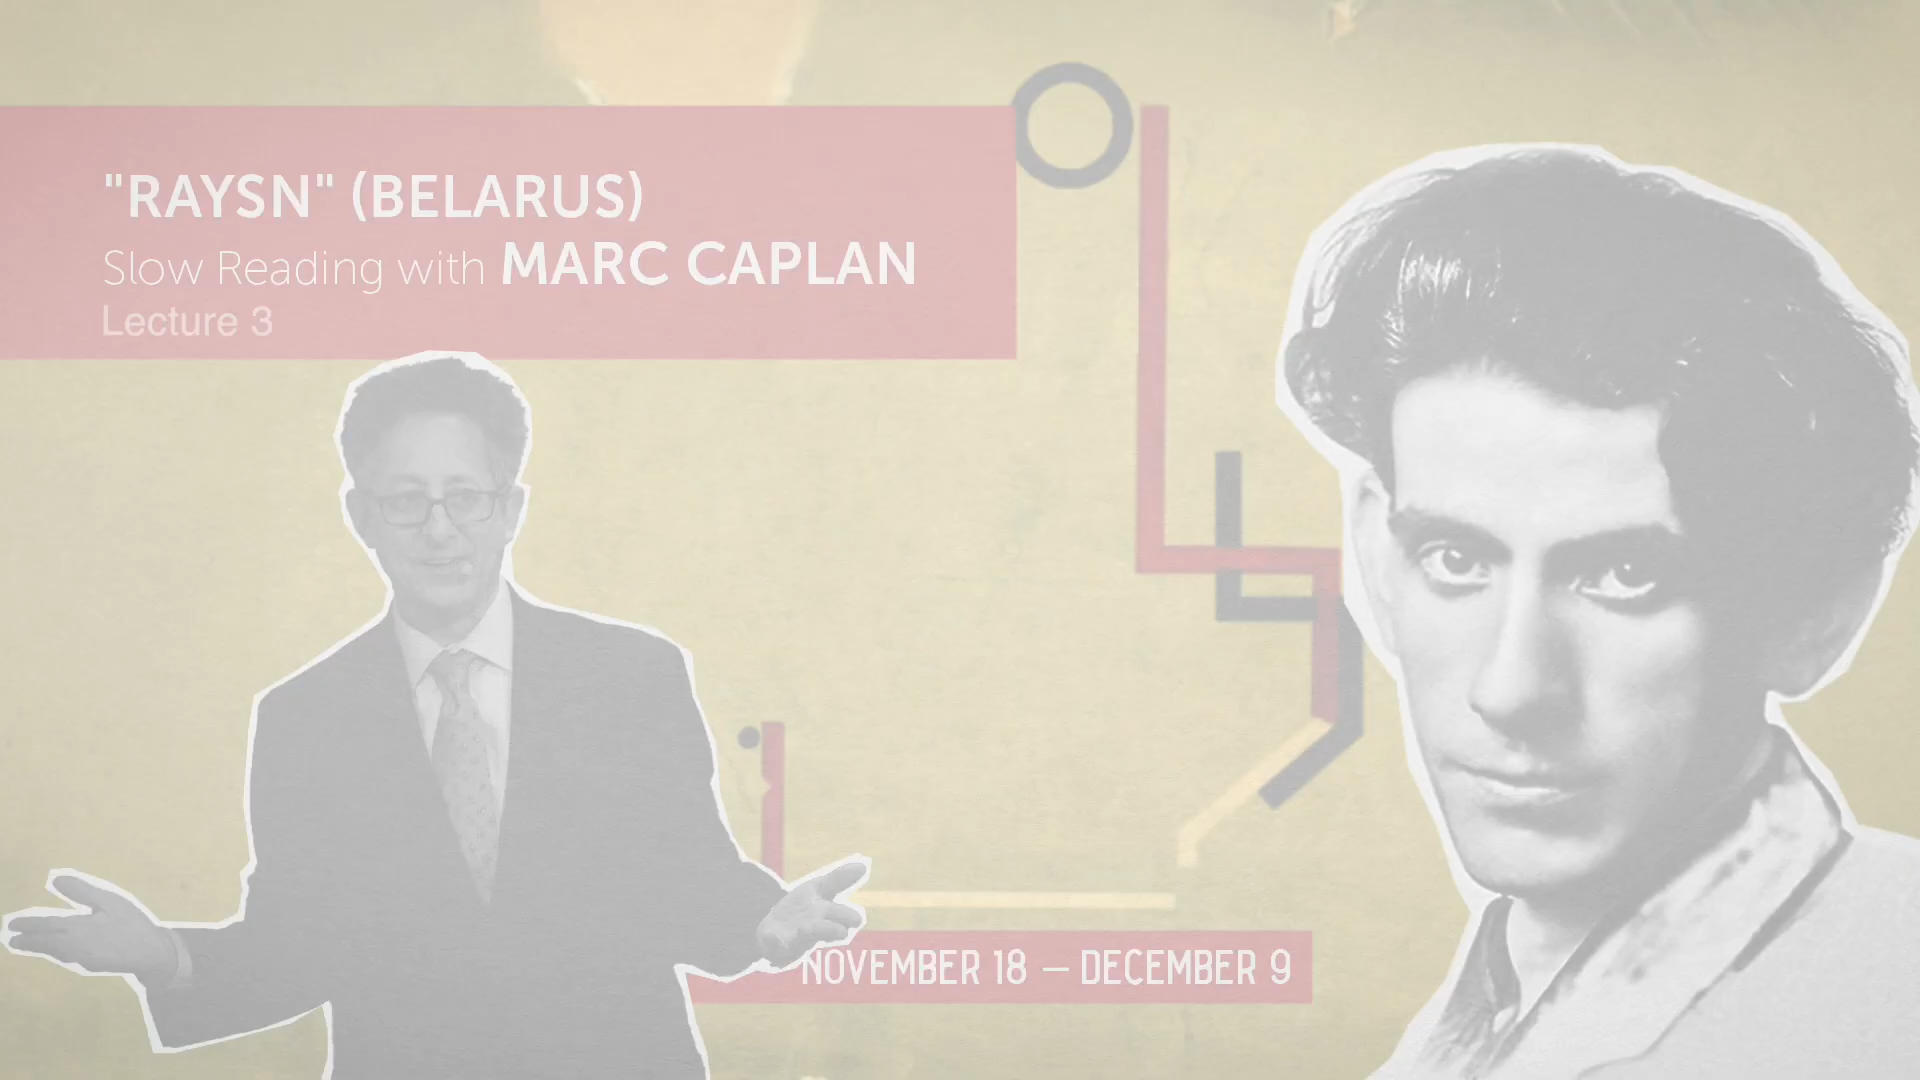 "RAYSN" (BELARUS)
Slow Reading with MARC CAPLAN
Lecture 3
NOVEMBER 18 — DECEMBER 9